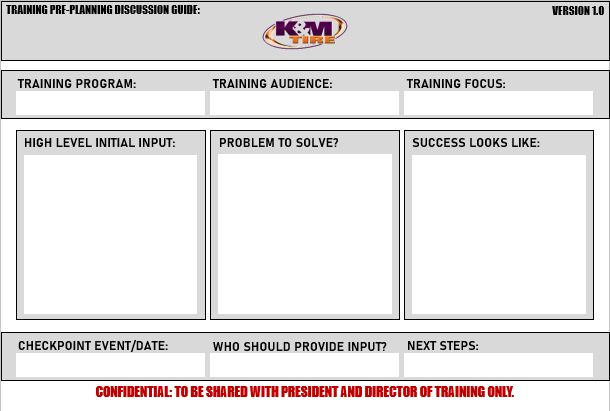 TRAINING PRE-PLANNING DISCUSSION GUIDE:
VERSION 1.0
K&M
TIRE
TRAINING PROGRAM:
TRAINING AUDIENCE:
TRAINING FOCUS:
HIGH LEVEL INITIAL INPUT:
PROBLEM TO SOLVE?
SUCCESS LOOKS LIKE:
CHECKPOINT EVENT/DATE:
WHO SHOULD PROVIDE INPUT?
NEXT STEPS:
CONFIDENTIAL: TO BE SHARED WITH PRESIDENT AND DIRECTOR OF TRAINING ONLY.